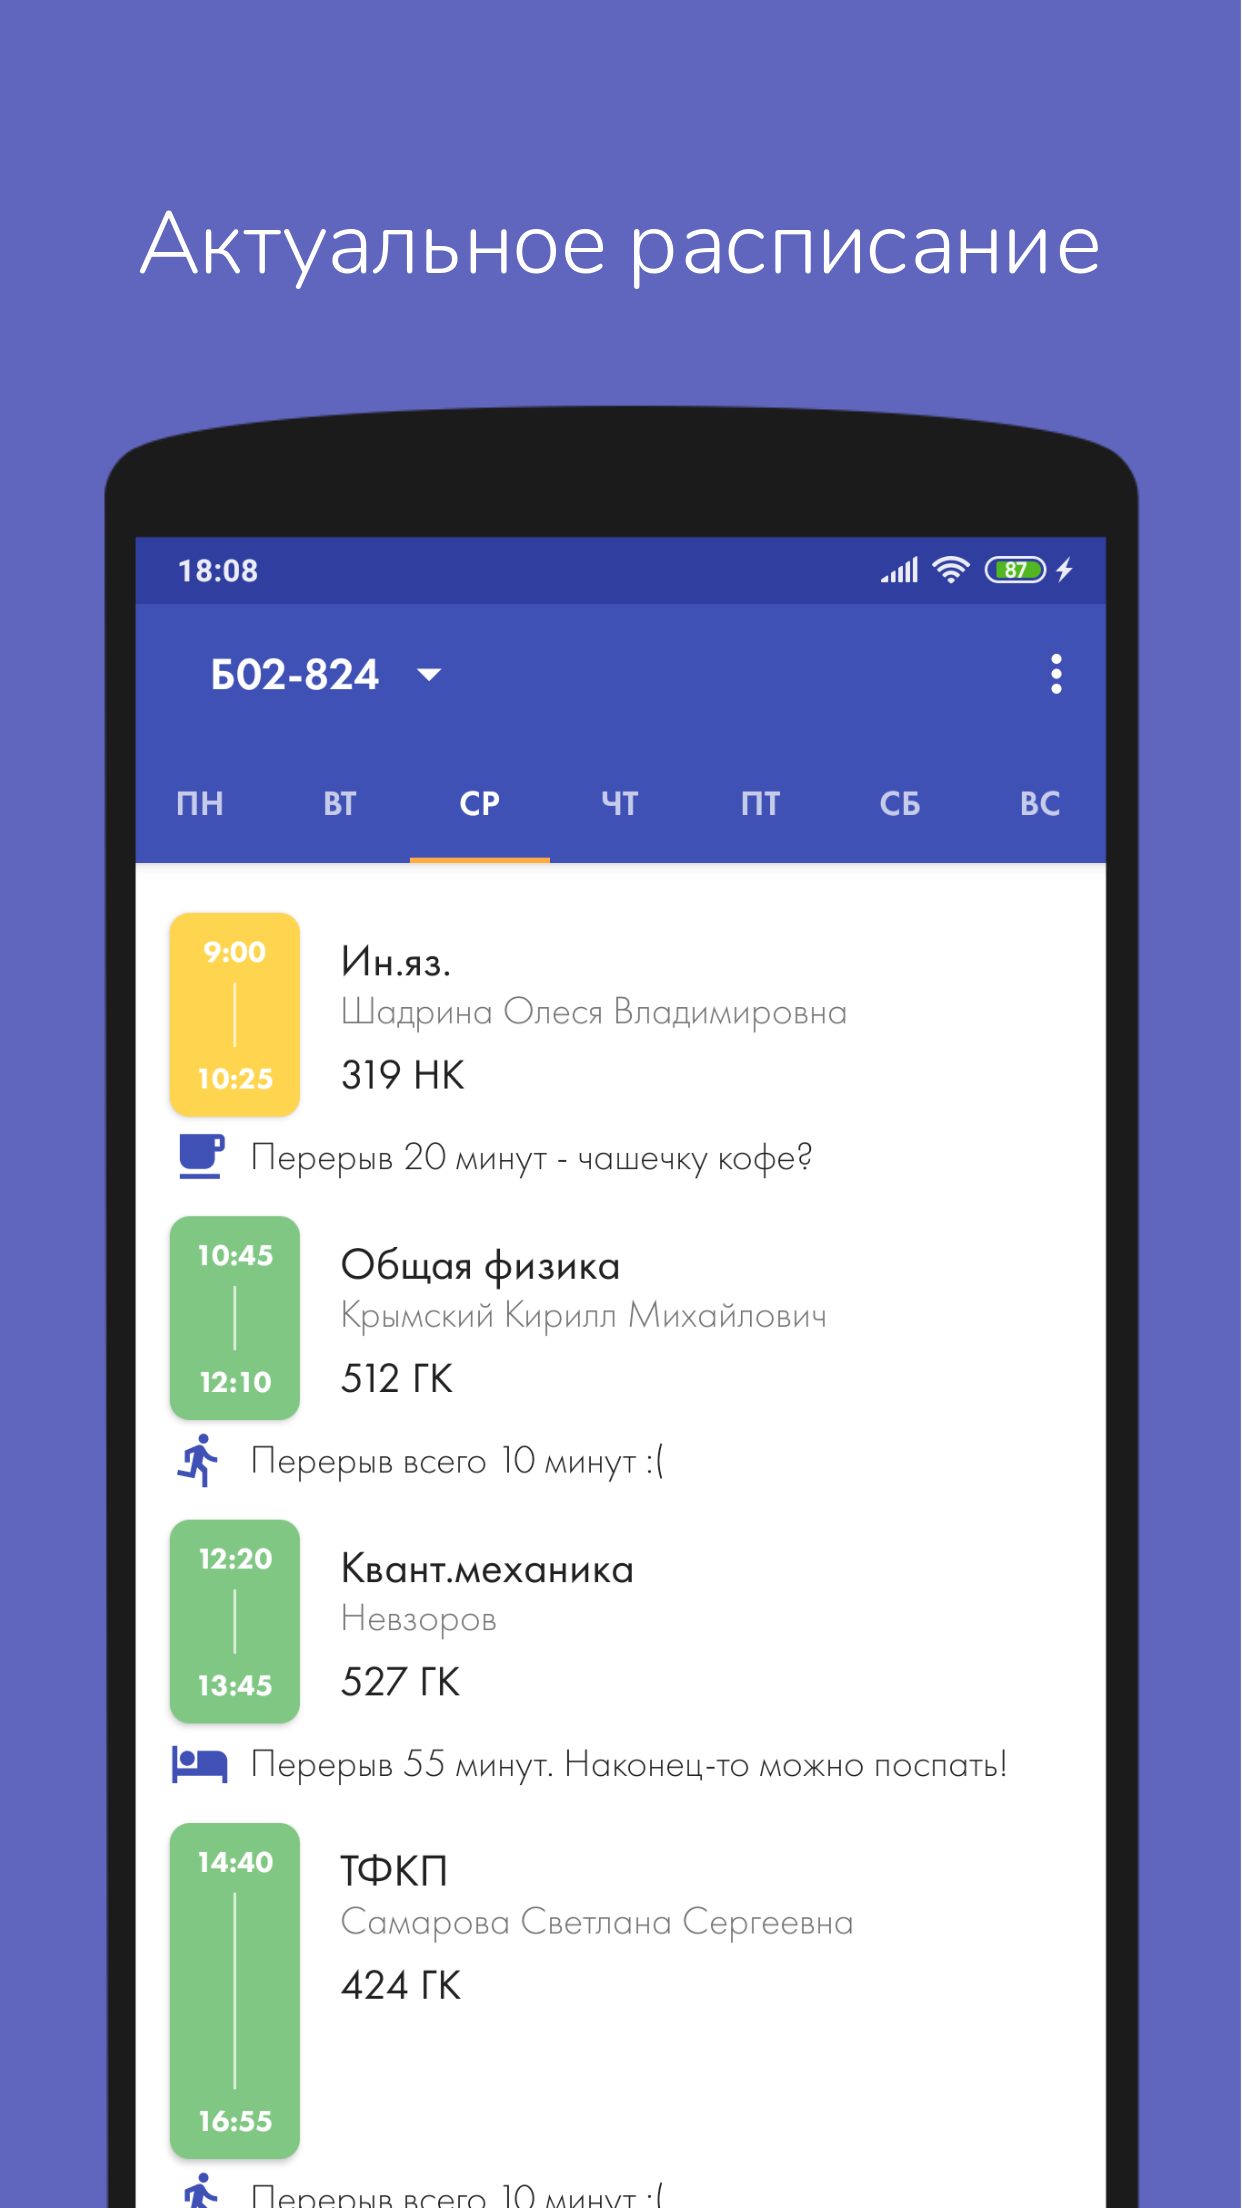 Актуальное расписание
18:08
87
Б02-824
ПН ВТ СР ЧТ ПТ СБ ВС
9:00
10:25
Ин.яз.
Шадрина Олеся Владимировна
319 НК
Перерыв 20 минут - чашечку кофе?
10:45
12:10
Общая физика
Крымский Кирилл Михайлович
512 ГК
Перерыв всего 10 минут :(
12:20
13:45
Квант.механика
Невзоров
527 ГК
Перерыв 55 минут. Наконец-то можно поспать!
14:40
16:55
ТФКП
Самарова Светлана Сергеевна
424 ГК
Перерыв всего 10 минут :(